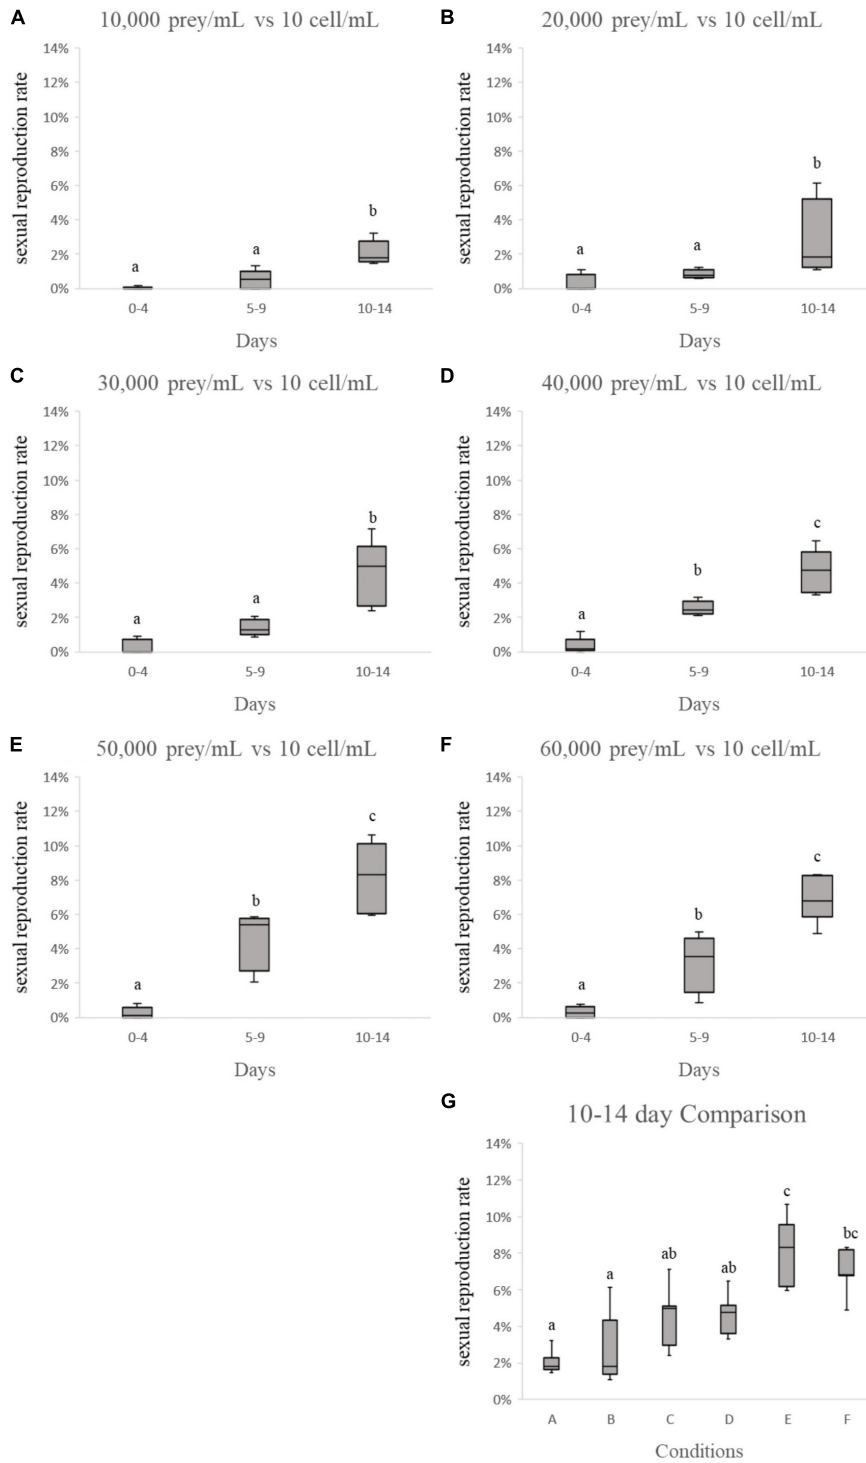 A
10,000 prey/mL vs 10 cell/mL
sexual reproduction rate
14%
12%
10%
8%
6%
4%
2%
0%
a
a
b
0-4 5-9 10-14
Days
B
20,000 prey/mL vs 10 cell/mL
sexual reproduction rate
14%
12%
10%
8%
6%
4%
2%
0%
a
a
b
0-4 5-9 10-14
Days
C
30,000 prey/mL vs 10 cell/mL
sexual reproduction rate
14%
12%
10%
8%
6%
4%
2%
0%
a
a
b
0-4 5-9 10-14
Days
D
40,000 prey/mL vs 10 cell/mL
sexual reproduction rate
14%
12%
10%
8%
6%
4%
2%
0%
a
b
c
0-4 5-9 10-14
Days
E
50,000 prey/mL vs 10 cell/mL
sexual reproduction rate
14%
12%
10%
8%
6%
4%
2%
0%
a
b
c
0-4 5-9 10-14
Days
F
60,000 prey/mL vs 10 cell/mL
sexual reproduction rate
14%
12%
10%
8%
6%
4%
2%
0%
a
b
c
0-4 5-9 10-14
Days
G
10-14 day Comparison
sexual reproduction rate
14%
12%
10%
8%
6%
4%
2%
0%
a
a
ab
ab
c
bc
A B C D E F
Conditions